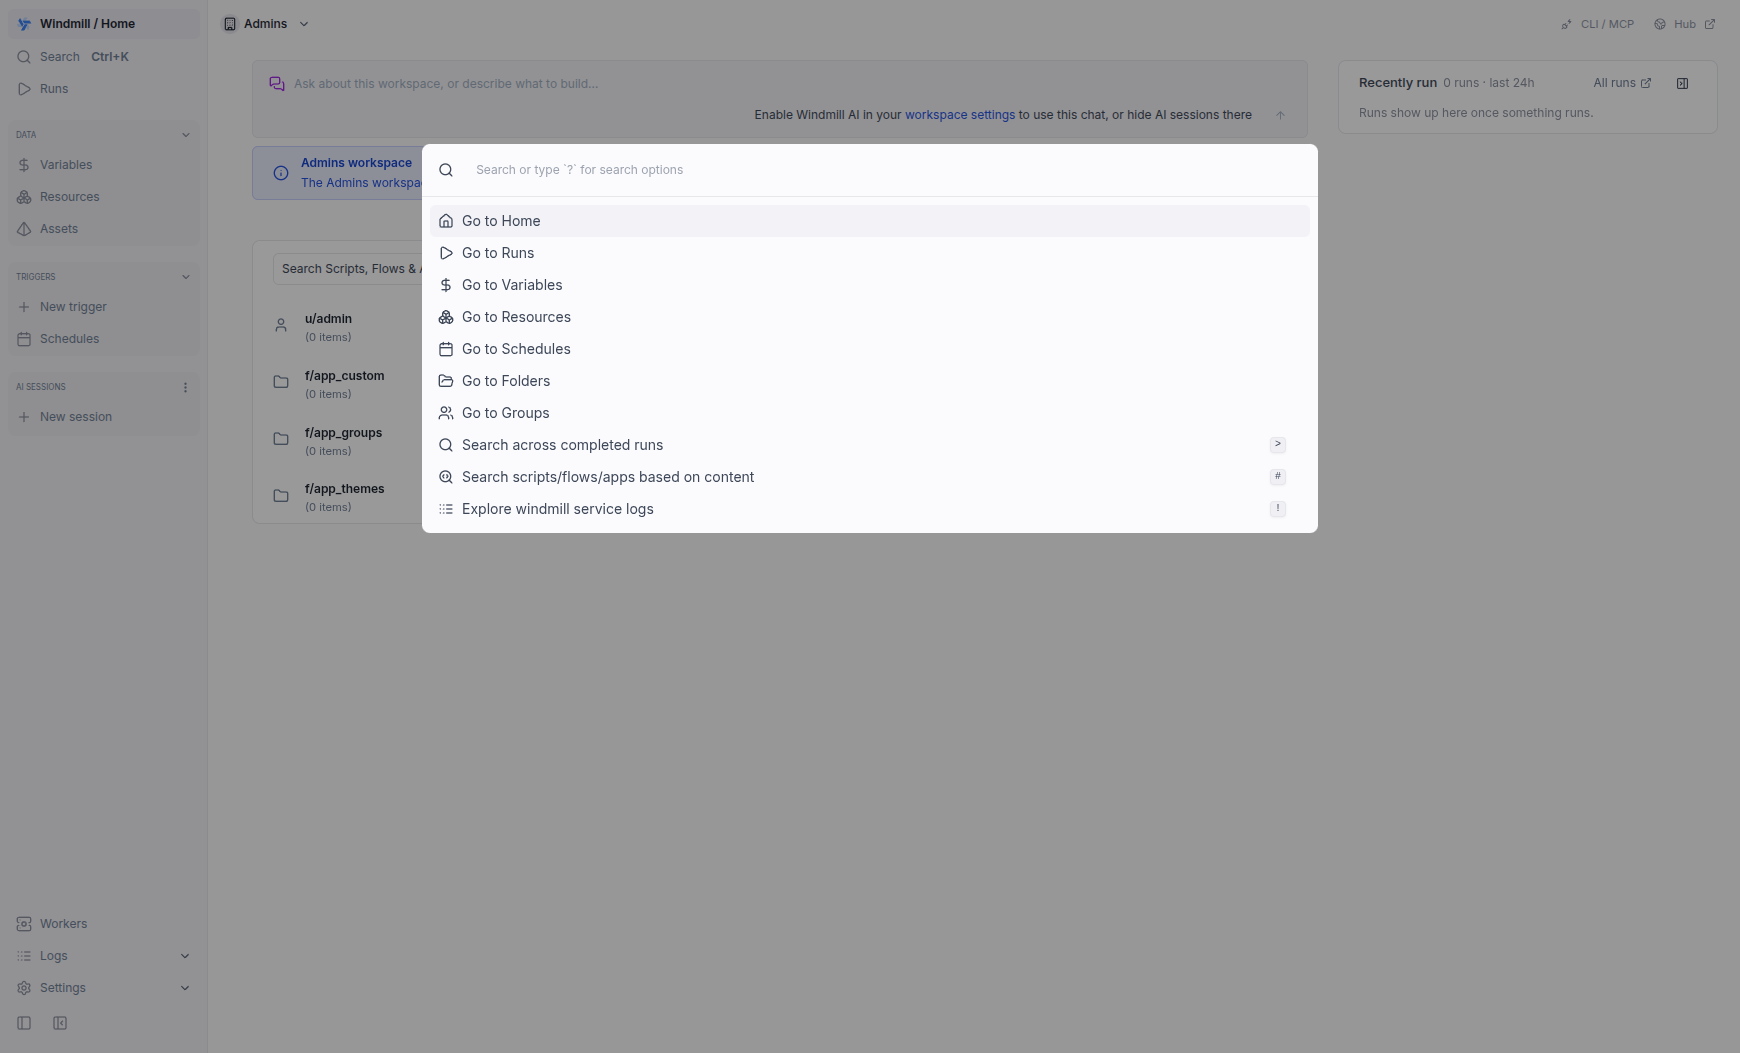 Windmill / Home
Search Ctrl+K
Runs
DATA
Variables
Resources
Assets
TRIGGERS
New trigger
Schedules
AI SESSIONS
New session
Workers
Logs
Settings
Admins
CLI / MCP
Hub
Ask about this workspace, or describe what to build...
Enable Windmill AI in your workspace settings to use this chat, or hide AI sessions there
Recently run 0 runs · last 24h
All runs
Runs show up here once something runs.
Admins workspace
The Admins workspa
Search Scripts, Flows & A
u/admin
(0 items)
f/app_custom
(0 items)
f/app_groups
(0 items)
f/app_themes
(0 items)
Search or type `?` for search options
Go to Home
Go to Runs
Go to Variables
Go to Resources
Go to Schedules
Go to Folders
Go to Groups
Search across completed runs >
Search scripts/flows/apps based on content #
Explore windmill service logs !